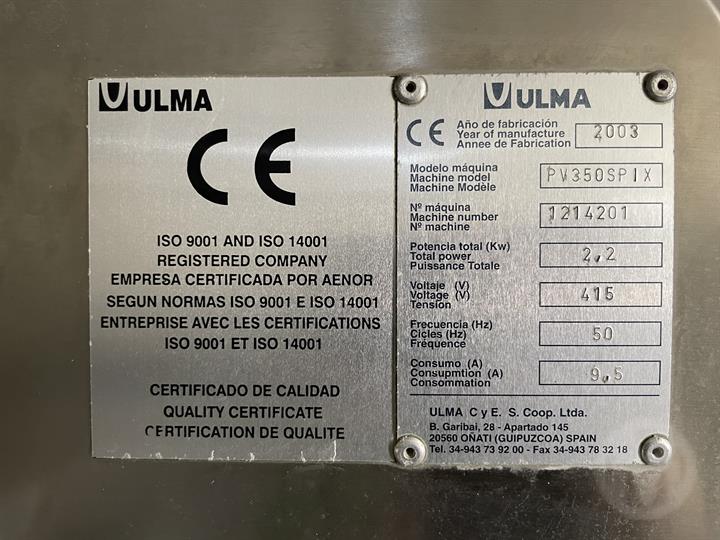 ULMA
CE
ISO 9001 AND ISO 14001
REGISTERED COMPANY
EMPRESA CERTIFICADA POR AENOR
SEGUN NORMAS ISO 9001 E ISO 14001
ENTREPRISE AVEC LES CERTIFICATIONS
ISO 9001 ET ISO 14001
CERTIFICADO DE CALIDAD
QUALITY CERTIFICATE
CERTIFICATION DE QUALITE
ULMA
CE
Año de fabricación
Year of manufacture
Annee de Fabrication
2003
Modelo máquina
Machine model
Machine Modèle
PV350SPIX
Nº máquina
Machine number
Nº machine
1214201
Potencia total (Kw)
Total power
Puissance Totale
2,2
Voltaje (V)
Voltage (V)
Tension
415
Frecuencia (Hz)
Cicles (Hz)
Fréquence
50
Consumo (A)
Consupmtion (A)
Consommation
9,5
ULMA C y E. S. Coop. Ltda.
B. Garibai, 28 - Apartado 145
20560 OÑATI (GUIPUZCOA) SPAIN
Tel. 34-943 73 92 00 - Fax 34-943 78 32 18